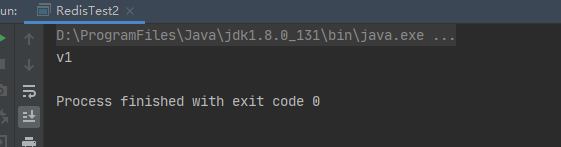 un:
RedisTest2
D:\ProgramFiles\Java\jdk1.8.0_131\bin\java.exe ...
v1
Process finished with exit code 0